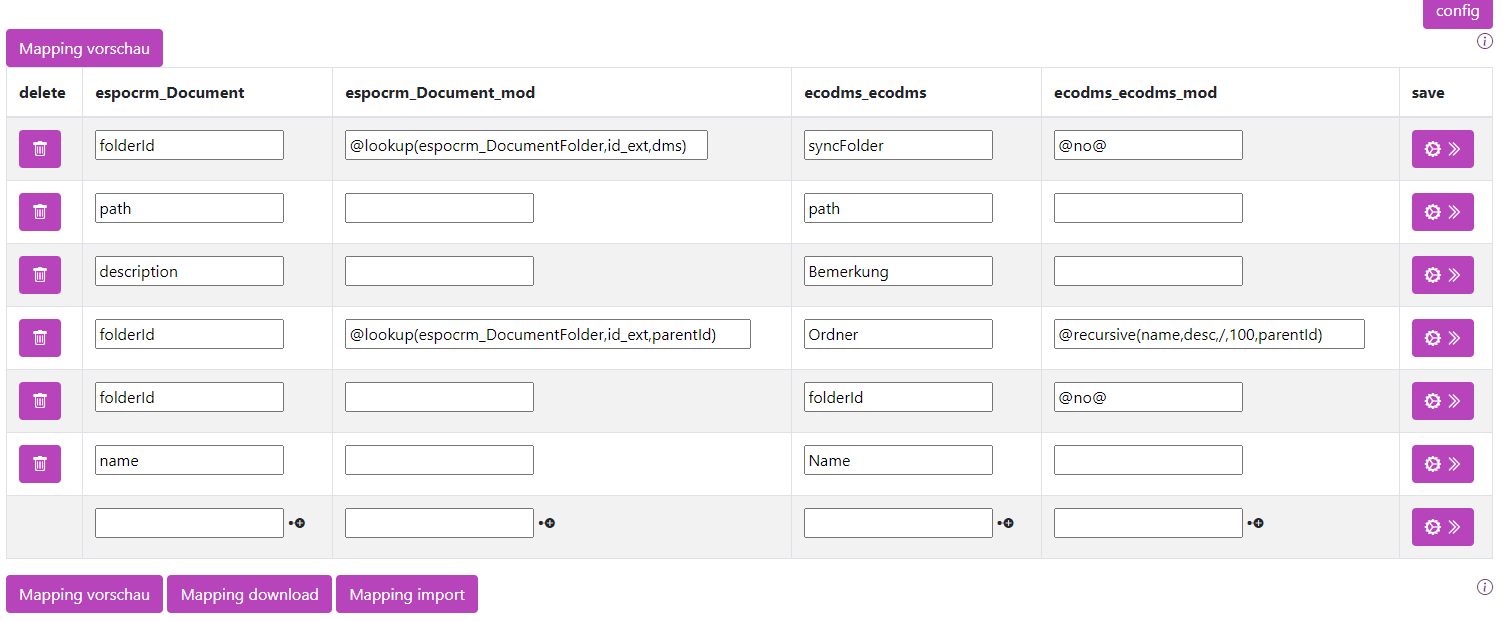 config
Mapping vorschau
delete espocrm_Document espocrm_Document_mod ecodms_ecodms ecodms_ecodms_mod save
folderId @lookup(espocrm_DocumentFolder,id_ext,dms) syncFolder @no@
path path
description Bemerkung
folderId @lookup(espocrm_DocumentFolder,id_ext,parentId) Ordner @recursive(name,desc,/,100,parentId)
folderId folderId @no@
name Name
Mapping vorschau Mapping download Mapping import